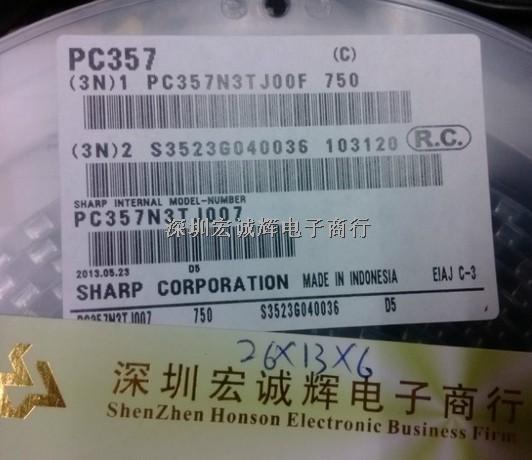 PC357 (C)
(3N)1 PC357N3TJ00F 750
(3N)2 S3523G040036 103120 R.C.
SHARP INTERNAL MODEL-NUMBER
PC357N3TJ007
深圳宏诚辉电子商行
2013.05.23 D5
SHARP CORPORATION MADE IN INDONESIA EIAJ C-3
PC357N3TJ007 750 S3523G040036 D5
26X13X6
深圳宏诚辉电子商行
ShenZhen Honson Electronic Business Firm